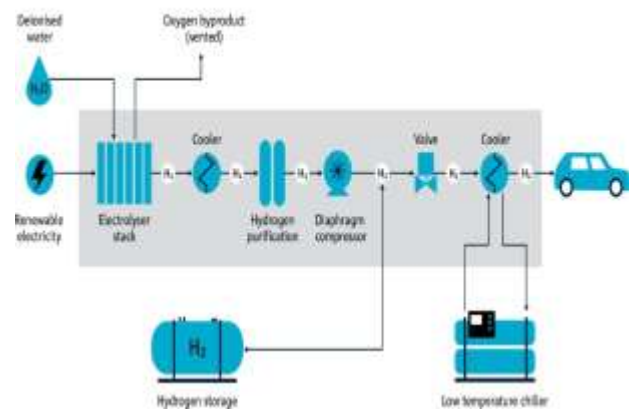 Deionised
water
Oxygen byproduct
(vented)
H₂O
Cooler
Valve
Cooler
H₂
H₂
H₂
H₂
H₂
H₂
Renewable
electricity
Electrolyser
stack
Hydrogen
purification
Diaphragm
compressor
H₂
Hydrogen storage
Low temperature chiller